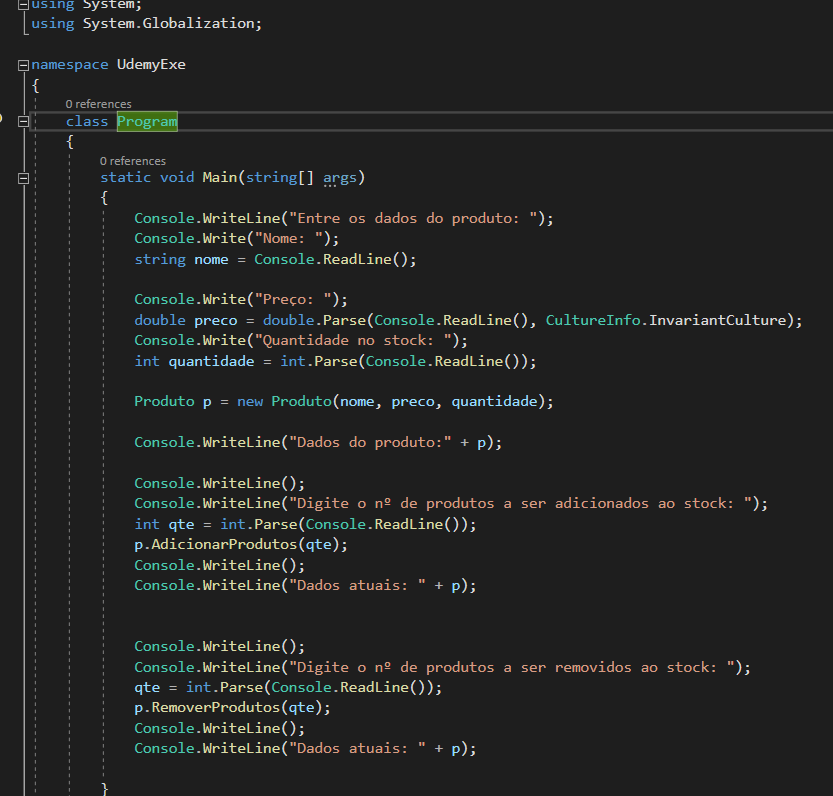 using System;
using System.Globalization;
namespace UdemyExe
{
0 references
class Program
{
0 references
static void Main(string[] args)
{
Console.WriteLine("Entre os dados do produto: ");
Console.Write("Nome: ");
string nome = Console.ReadLine();
Console.Write("Preço: ");
double preco = double.Parse(Console.ReadLine(), CultureInfo.InvariantCulture);
Console.Write("Quantidade no stock: ");
int quantidade = int.Parse(Console.ReadLine());
Produto p = new Produto(nome, preco, quantidade);
Console.WriteLine("Dados do produto:" + p);
Console.WriteLine();
Console.WriteLine("Digite o nº de produtos a ser adicionados ao stock: ");
int qte = int.Parse(Console.ReadLine());
p.AdicionarProdutos(qte);
Console.WriteLine();
Console.WriteLine("Dados atuais: " + p);
Console.WriteLine();
Console.WriteLine("Digite o nº de produtos a ser removidos ao stock: ");
qte = int.Parse(Console.ReadLine());
p.RemoverProdutos(qte);
Console.WriteLine();
Console.WriteLine("Dados atuais: " + p);
}